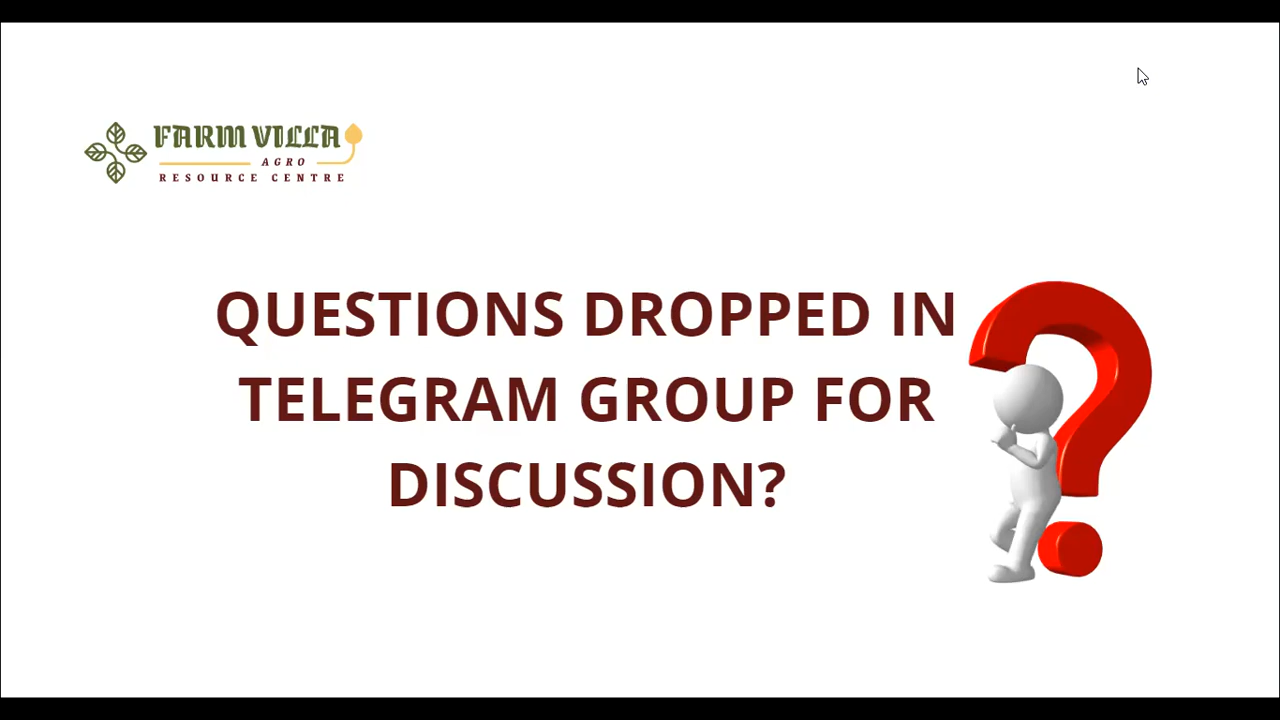 FARM VILLA
AGRO
RESOURCE CENTRE
QUESTIONS DROPPED IN
TELEGRAM GROUP FOR
DISCUSSION?